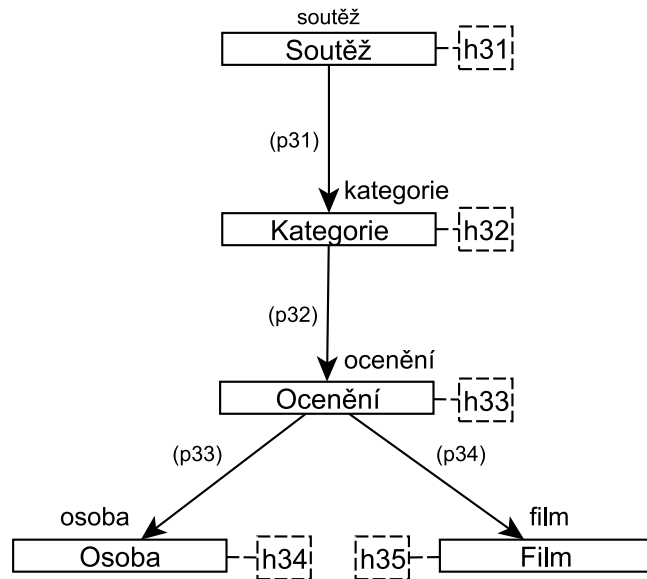 soutěž
Soutěž
h31
(p31)
kategorie
Kategorie
h32
(p32)
ocenění
Ocenění
h33
(p33)
(p34)
osoba
film
Osoba
h34
h35
Film